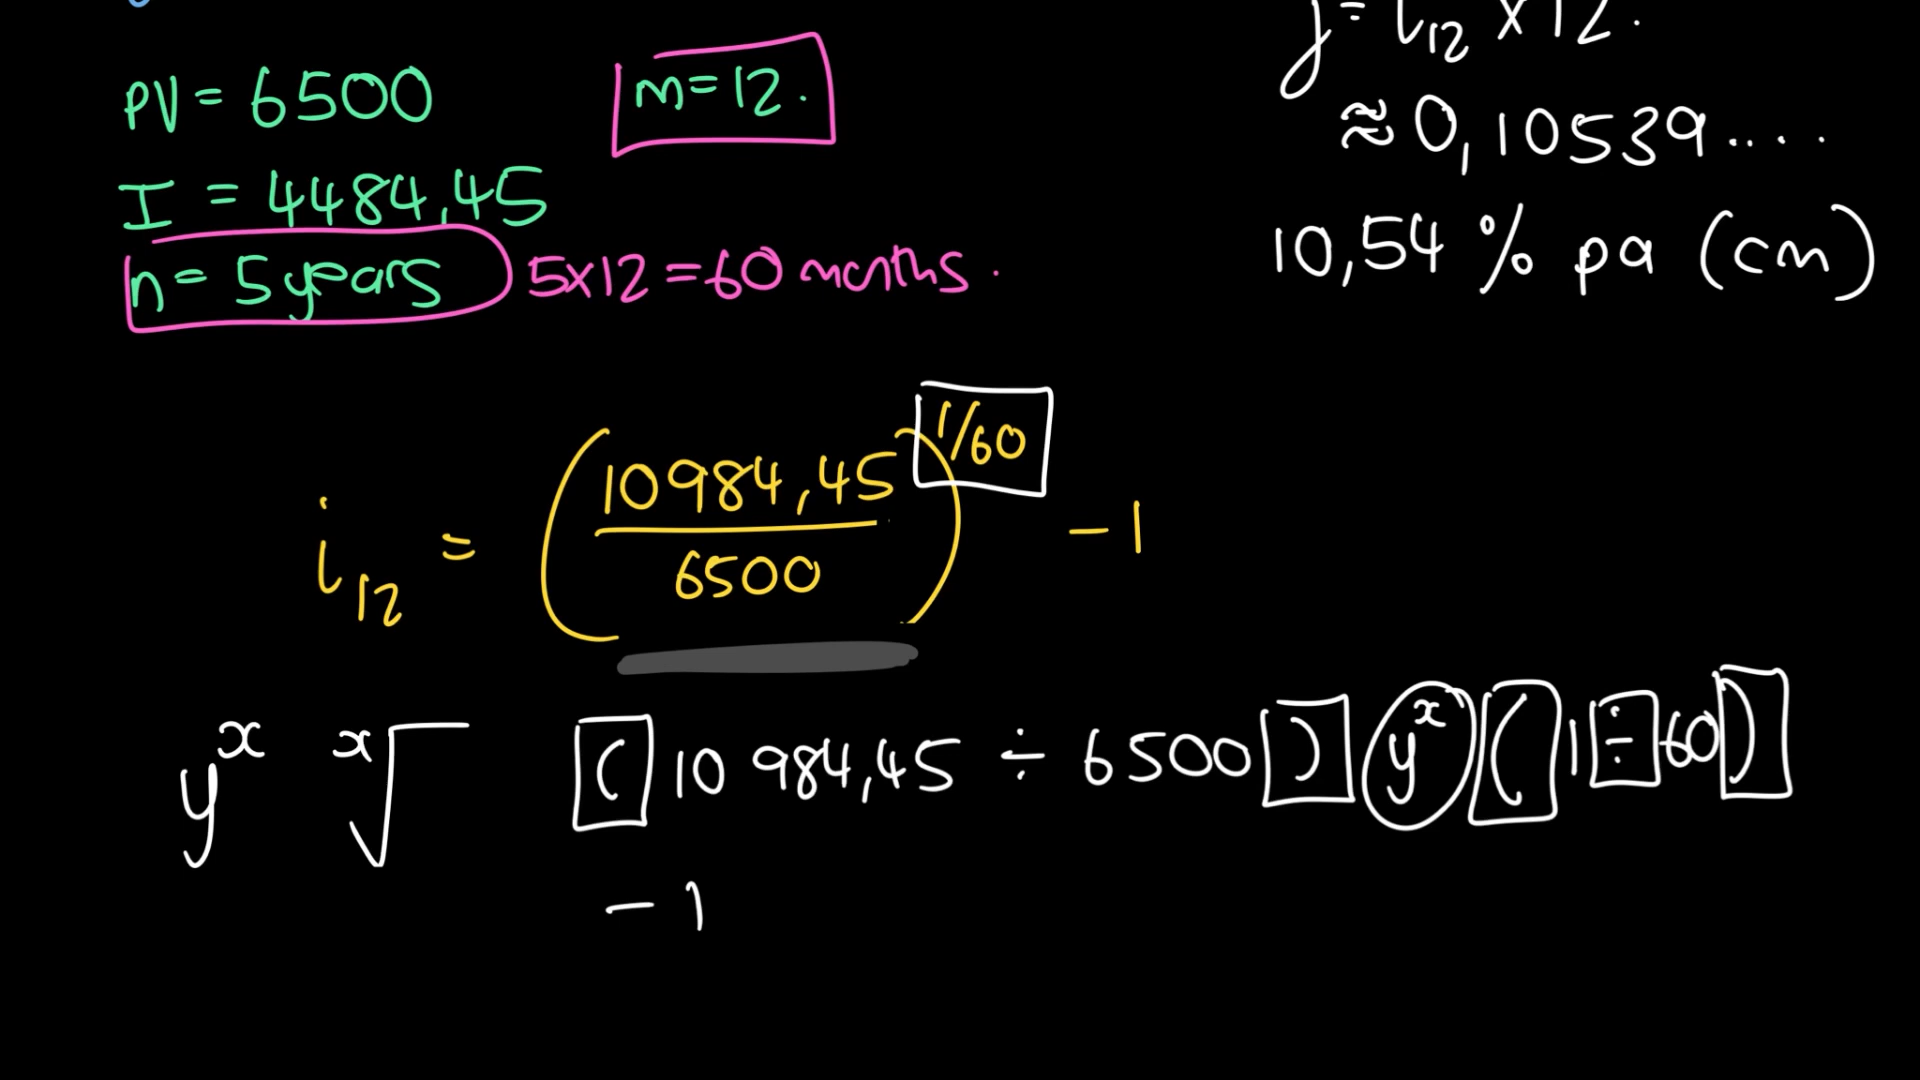 PV = 6500
m=12.
I = 4484,45
n = 5 years
5x12 = 60 months.
j = i12 x 12.
≈ 0,10539....
10,54 % pa (cm)
i12 = (10984,45 / 6500)^1/60 - 1
y^x x√ (10 984,45 ÷ 6500) y^x (1 ÷ 60)
- 1